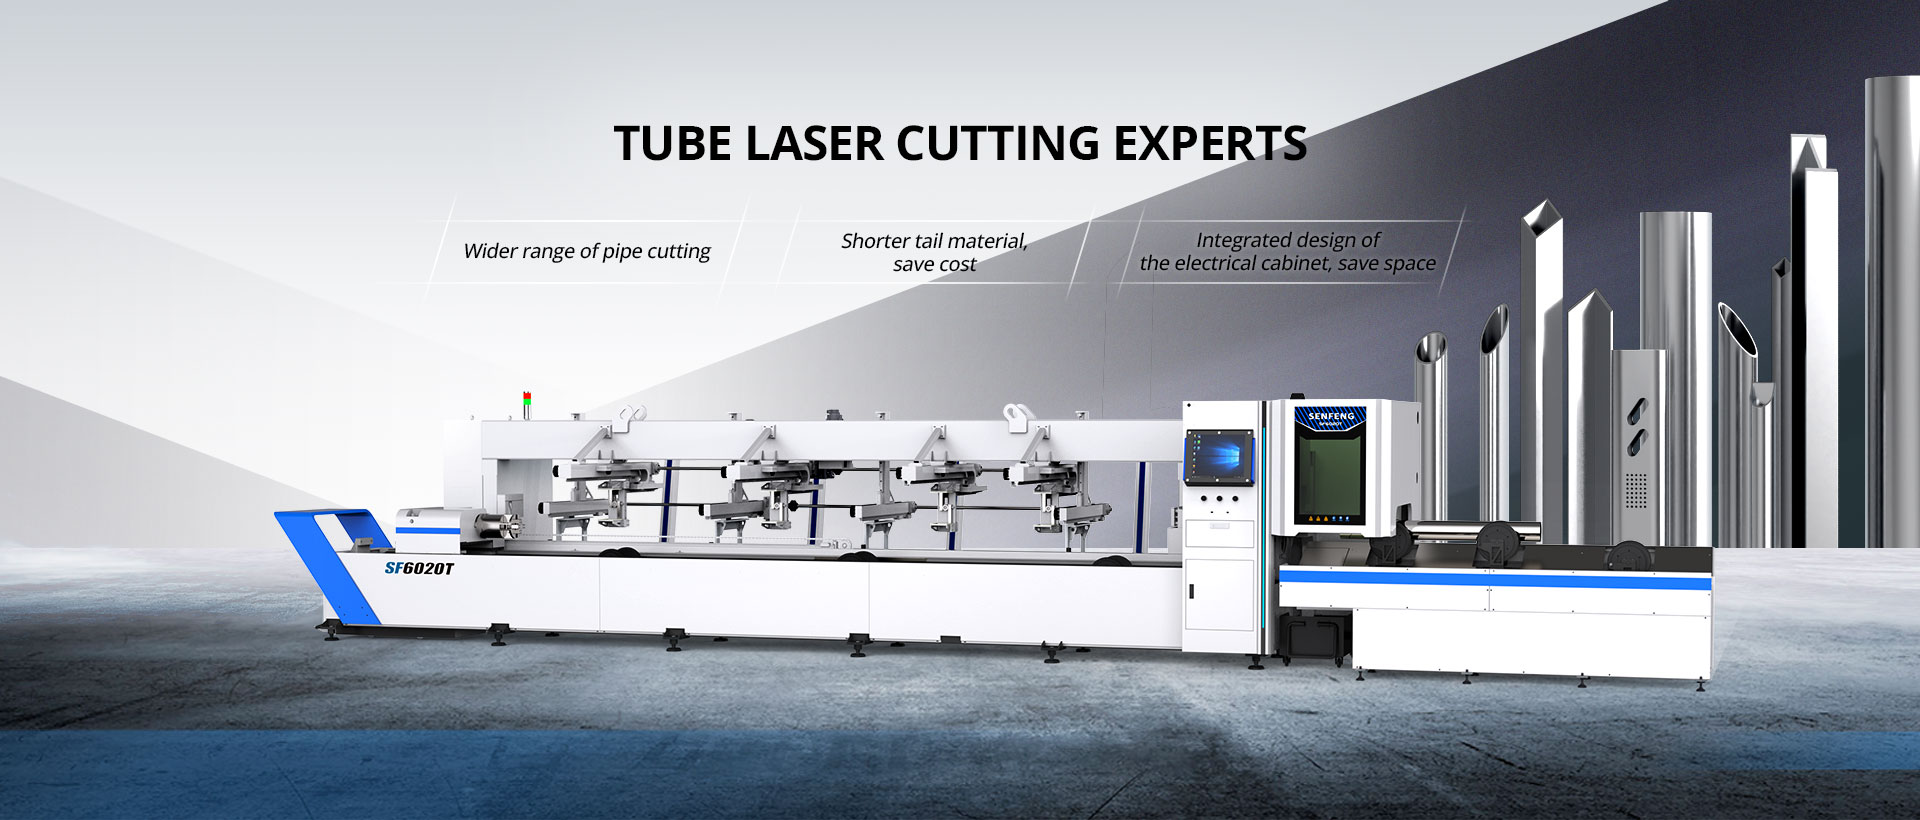 TUBE LASER CUTTING EXPERTS
Wider range of pipe cutting
Shorter tail material,
save cost
Integrated design of
the electrical cabinet, save space
SENFENG
SF6020T
SF6020T